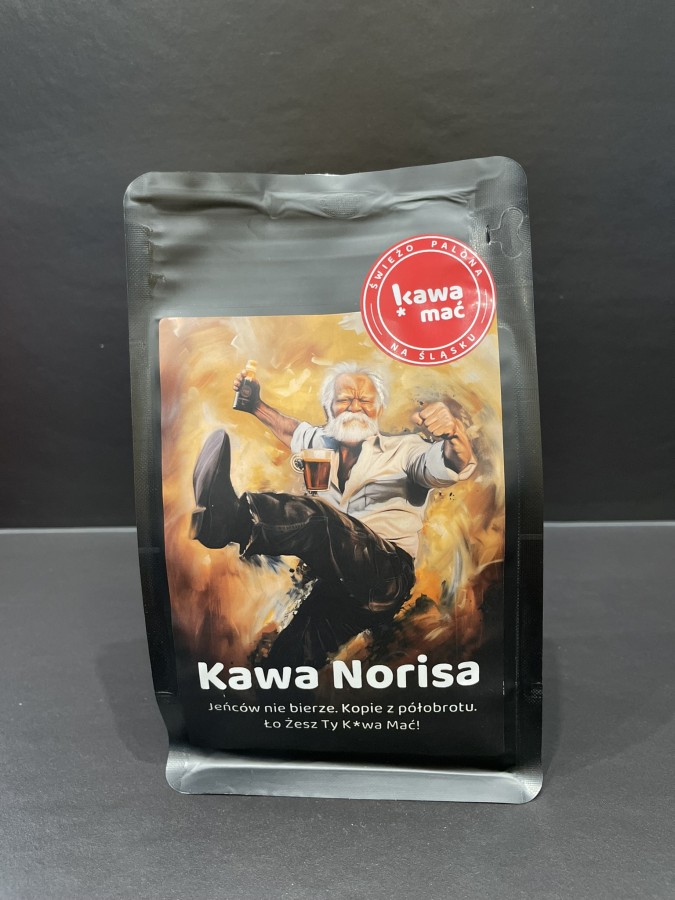 ŚWIEŻO PALONA
kawa
* mać
NA ŚLĄSKU
Kawa Norisa
Jeńców nie bierze. Kopie z półobrotu.
Ło Żesz Ty K*wa Mać!